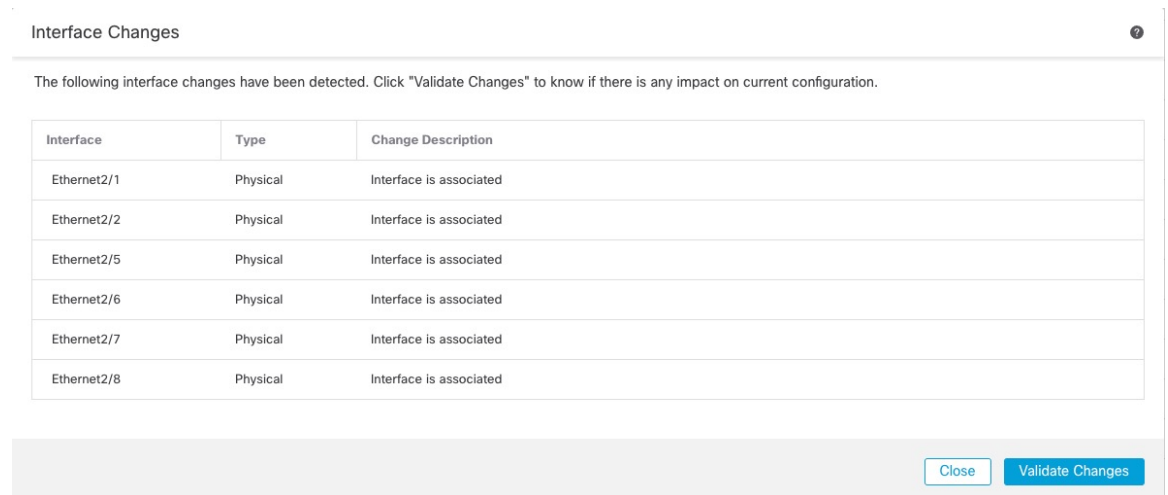 Interface Changes
?
The following interface changes have been detected. Click "Validate Changes" to know if there is any impact on current configuration.
Interface Type Change Description
Ethernet2/1 Physical Interface is associated
Ethernet2/2 Physical Interface is associated
Ethernet2/5 Physical Interface is associated
Ethernet2/6 Physical Interface is associated
Ethernet2/7 Physical Interface is associated
Ethernet2/8 Physical Interface is associated
Close Validate Changes